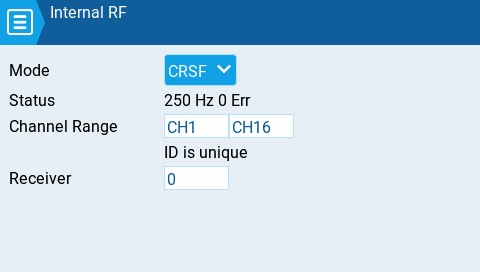 Internal RF
Mode CRSF
Status 250 Hz 0 Err
Channel Range CH1 CH16
ID is unique
Receiver 0